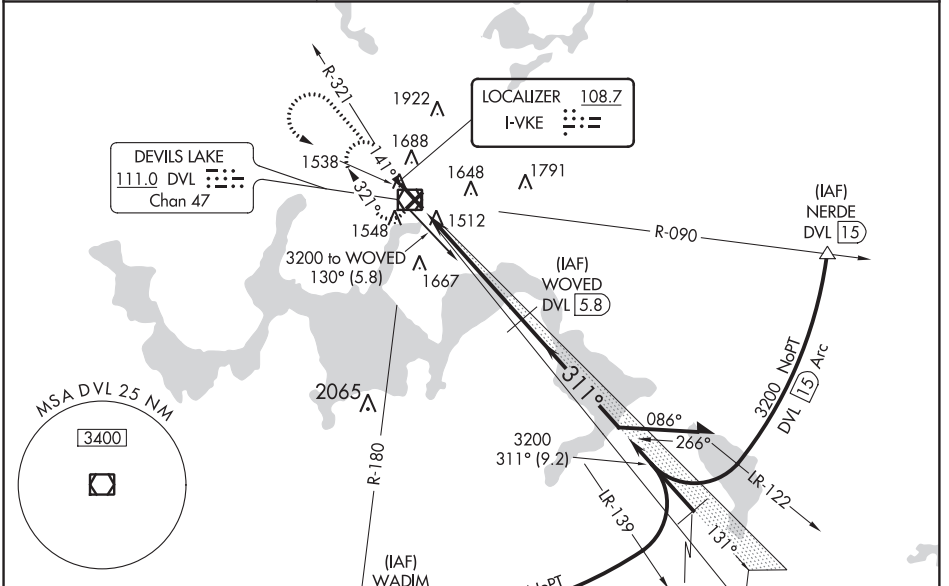 R-321
1922
LOCALIZER 108.7
I-VKE
DEVILS LAKE
111.0 DVL
Chan 47
1538
141°
1688
321°
1648
1791
1548
1512
(IAF)
NERDE
DVL 15
R-090
3200 to WOVED
130° (5.8)
1667
(IAF)
WOVED
DVL 5.8
2065
311°
3200 NoPT
DVL 15 Arc
086°
266°
3200
311° (9.2)
LR-122
MSA DVL 25 NM
3400
R-180
LR-139
131°
(IAF)
WADIM
NoPT